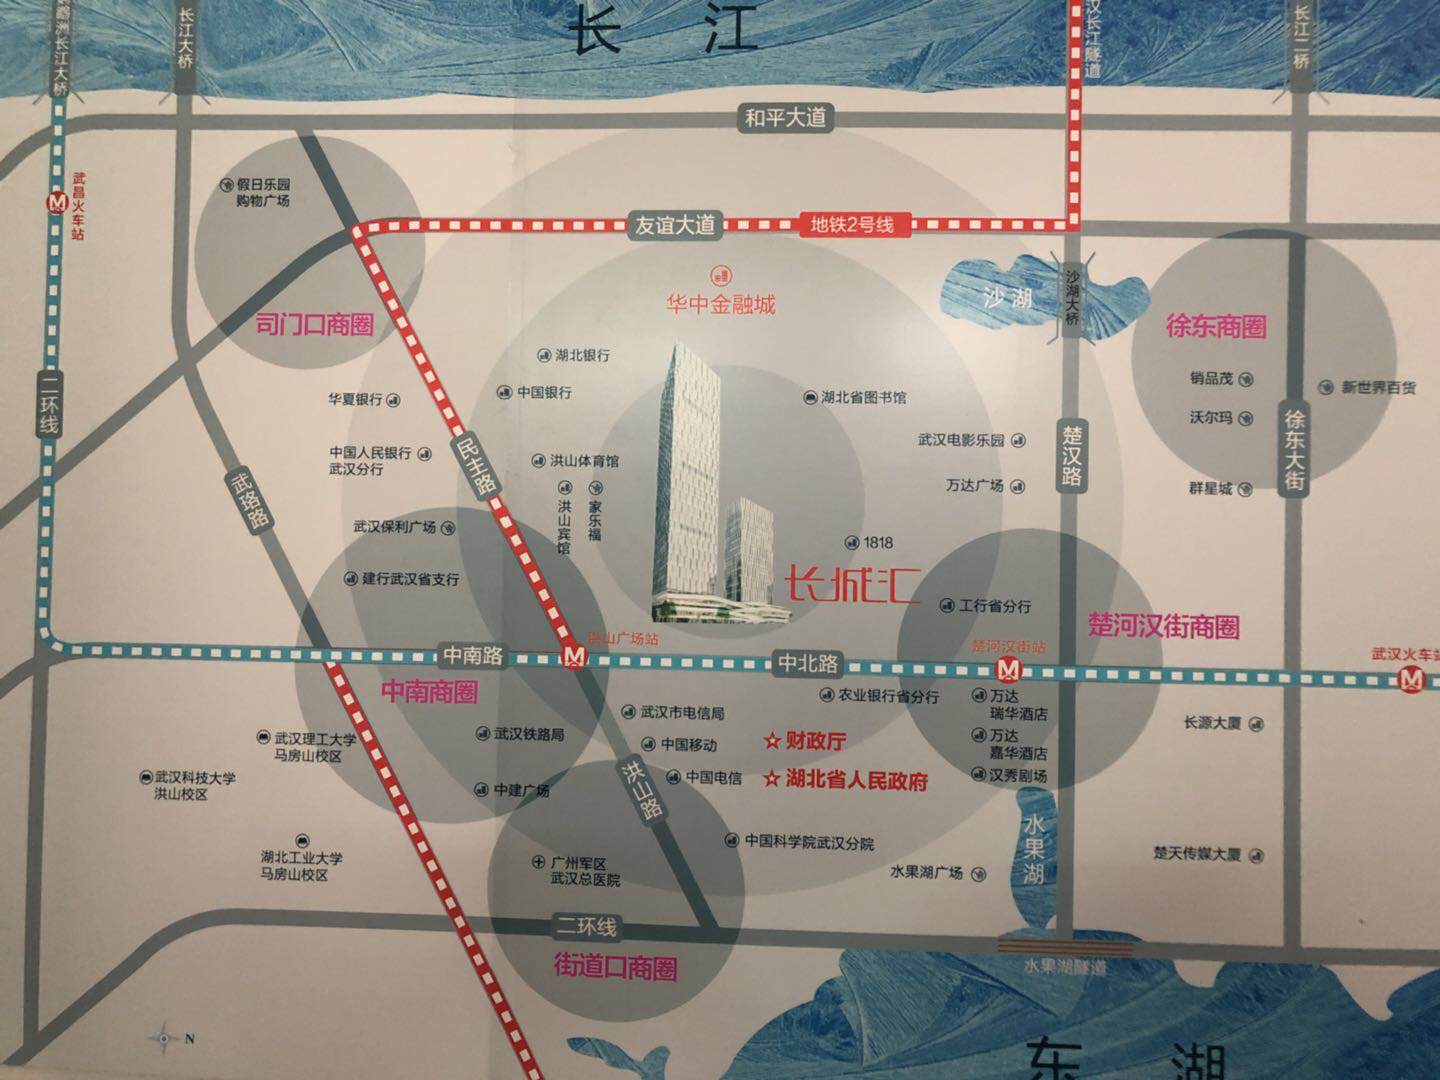 长 江
鹦鹉洲长江大桥
长江大桥
汉长江隧道
长江二桥
和平大道
武昌火车站
假日乐园
购物广场
友谊大道
地铁2号线
华中金融城
沙湖
沙湖大桥
司门口商圈
徐东商圈
湖北银行
中国银行
华夏银行
湖北省图书馆
销品茂
新世界百货
沃尔玛
二环线
中国人民银行
武汉分行
民主路
洪山体育馆
武汉电影乐园
楚汉路
徐东大街
武珞路
洪山宾馆
家乐福
万达广场
群星城
武汉保利广场
1818
长城汇
建行武汉省支行
工行省分行
楚河汉街商圈
洪山广场站
楚河汉街站
武汉火车站
M
M
M
M
中南路
中北路
中南商圈
农业银行省分行
万达
瑞华酒店
武汉市电信局
长源大厦
武汉铁路局
武汉理工大学
马房山校区
中国移动
财政厅
万达
嘉华酒店
武汉科技大学
洪山校区
中国电信
湖北省人民政府
汉秀剧场
中建广场
洪山路
水果湖
湖北工业大学
马房山校区
广州军区
武汉总医院
中国科学院武汉分院
水果湖广场
楚天传媒大厦
二环线
街道口商圈
水果湖隧道
N
东 湖